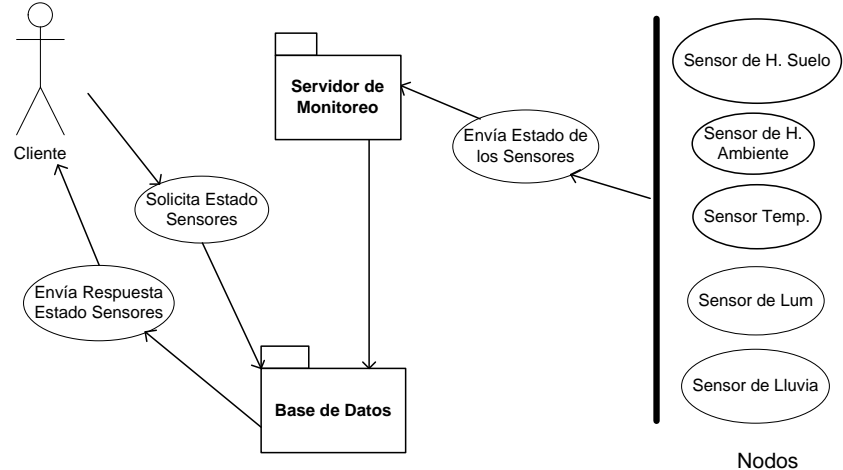 Cliente
Solicita Estado
Sensores
Envía Respuesta
Estado Sensores
Servidor de
Monitoreo
Base de Datos
Envía Estado de
los Sensores
Sensor de H. Suelo
Sensor de H.
Ambiente
Sensor Temp.
Sensor de Lum
Sensor de Lluvia
Nodos